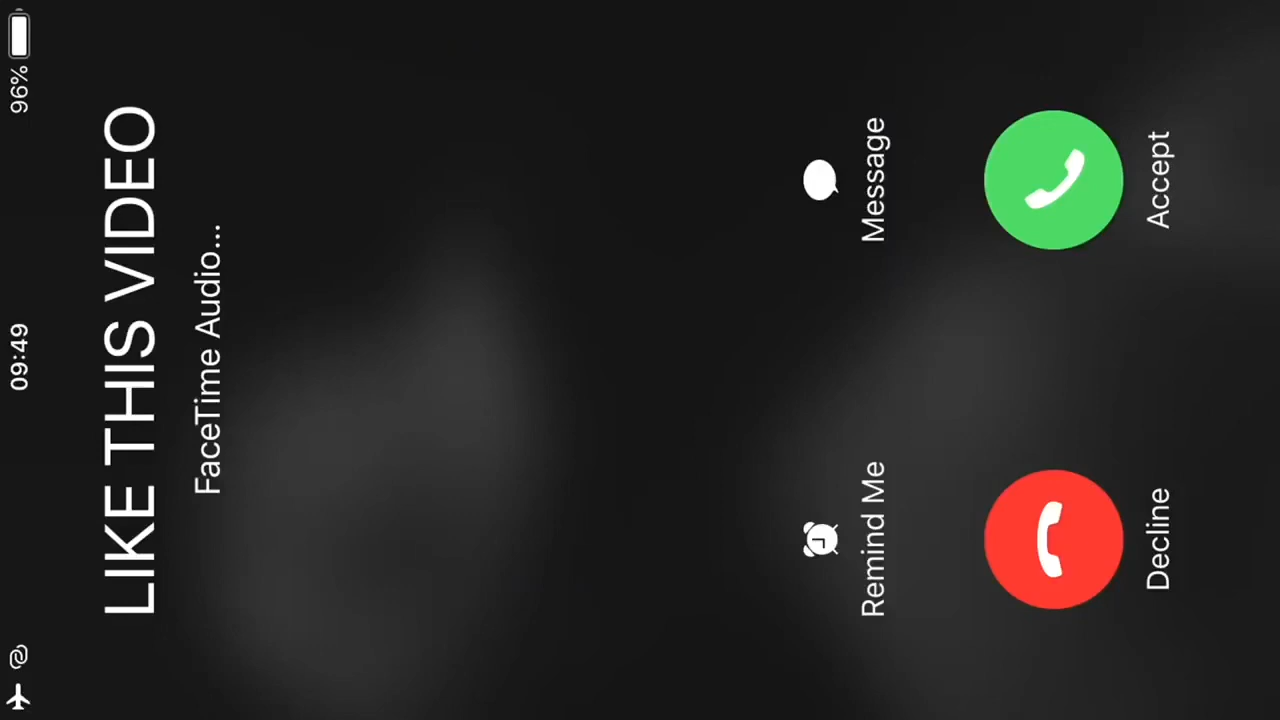 09:49
96%
LIKE THIS VIDEO
FaceTime Audio...
Remind Me
Message
Decline
Accept